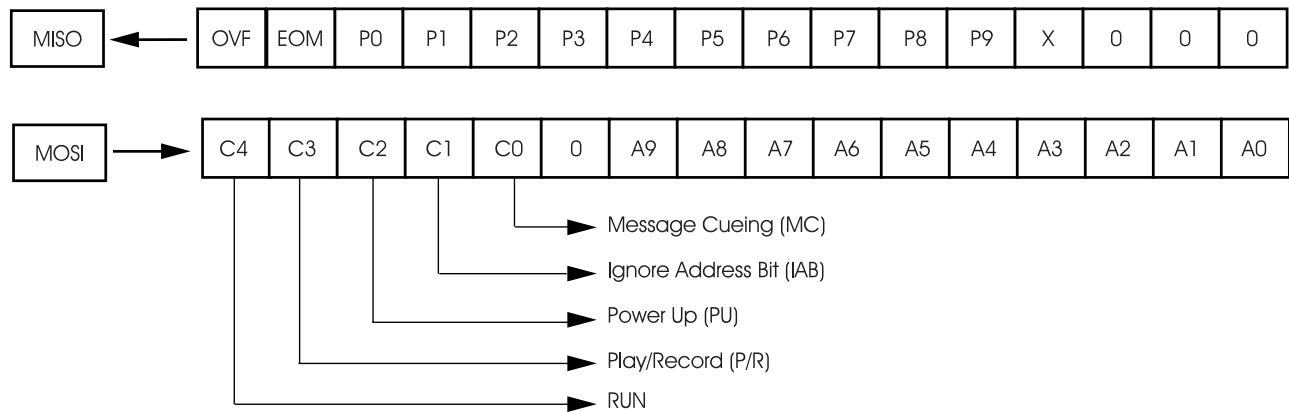 MISO OVF EOM P0 P1 P2 P3 P4 P5 P6 P7 P8 P9 X 0 0 0
MOSI C4 C3 C2 C1 C0 0 A9 A8 A7 A6 A5 A4 A3 A2 A1 A0
Message Cueing (MC)
Ignore Address Bit (IAB)
Power Up (PU)
Play/Record (P/R)
RUN